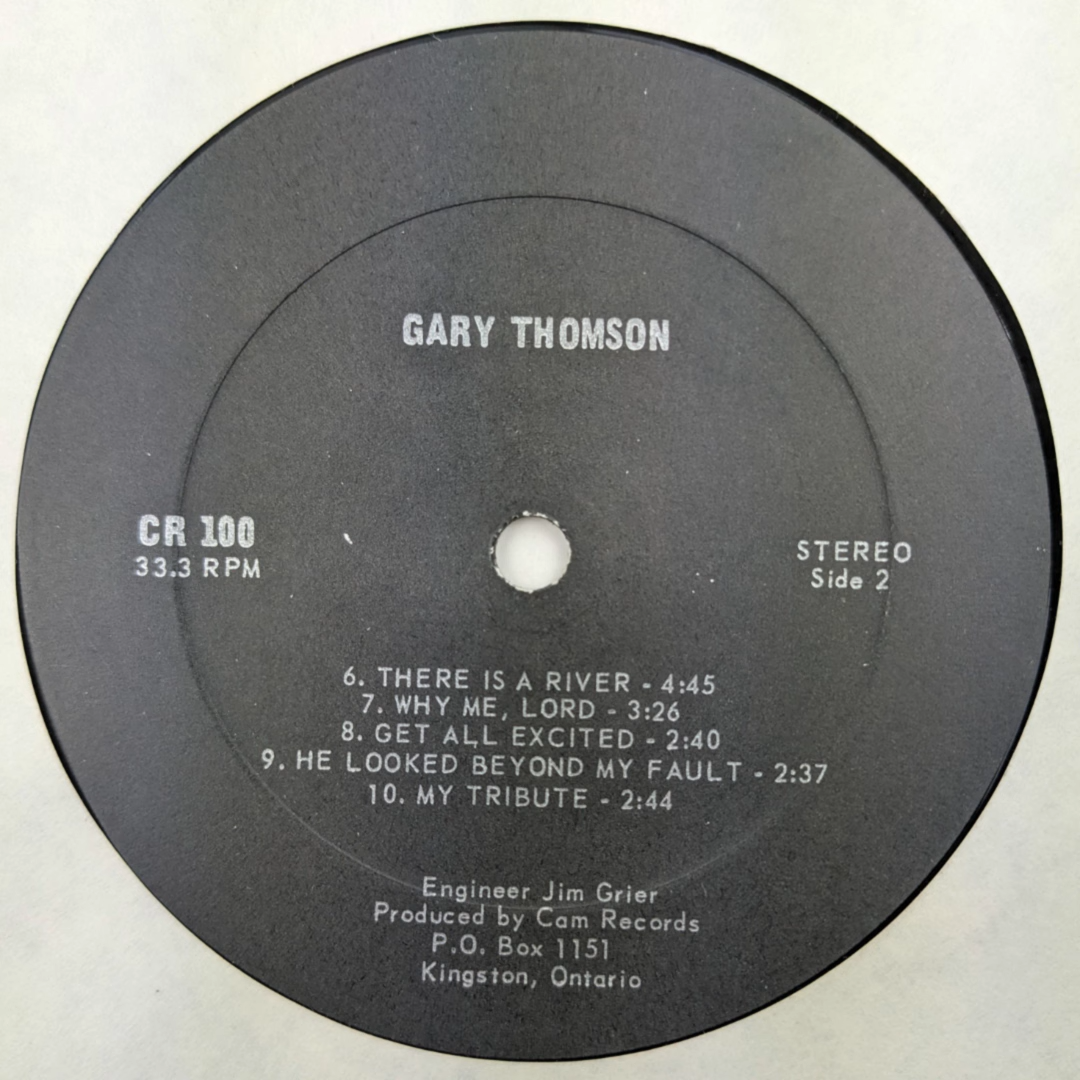 GARY THOMSON
CR 100
33.3 RPM
STEREO
Side 2
6. THERE IS A RIVER - 4:45
7. WHY ME, LORD - 3:26
8. GET ALL EXCITED - 2:40
9. HE LOOKED BEYOND MY FAULT - 2:37
10. MY TRIBUTE - 2:44
Engineer Jim Grier
Produced by Cam Records
P.O. Box 1151
Kingston, Ontario